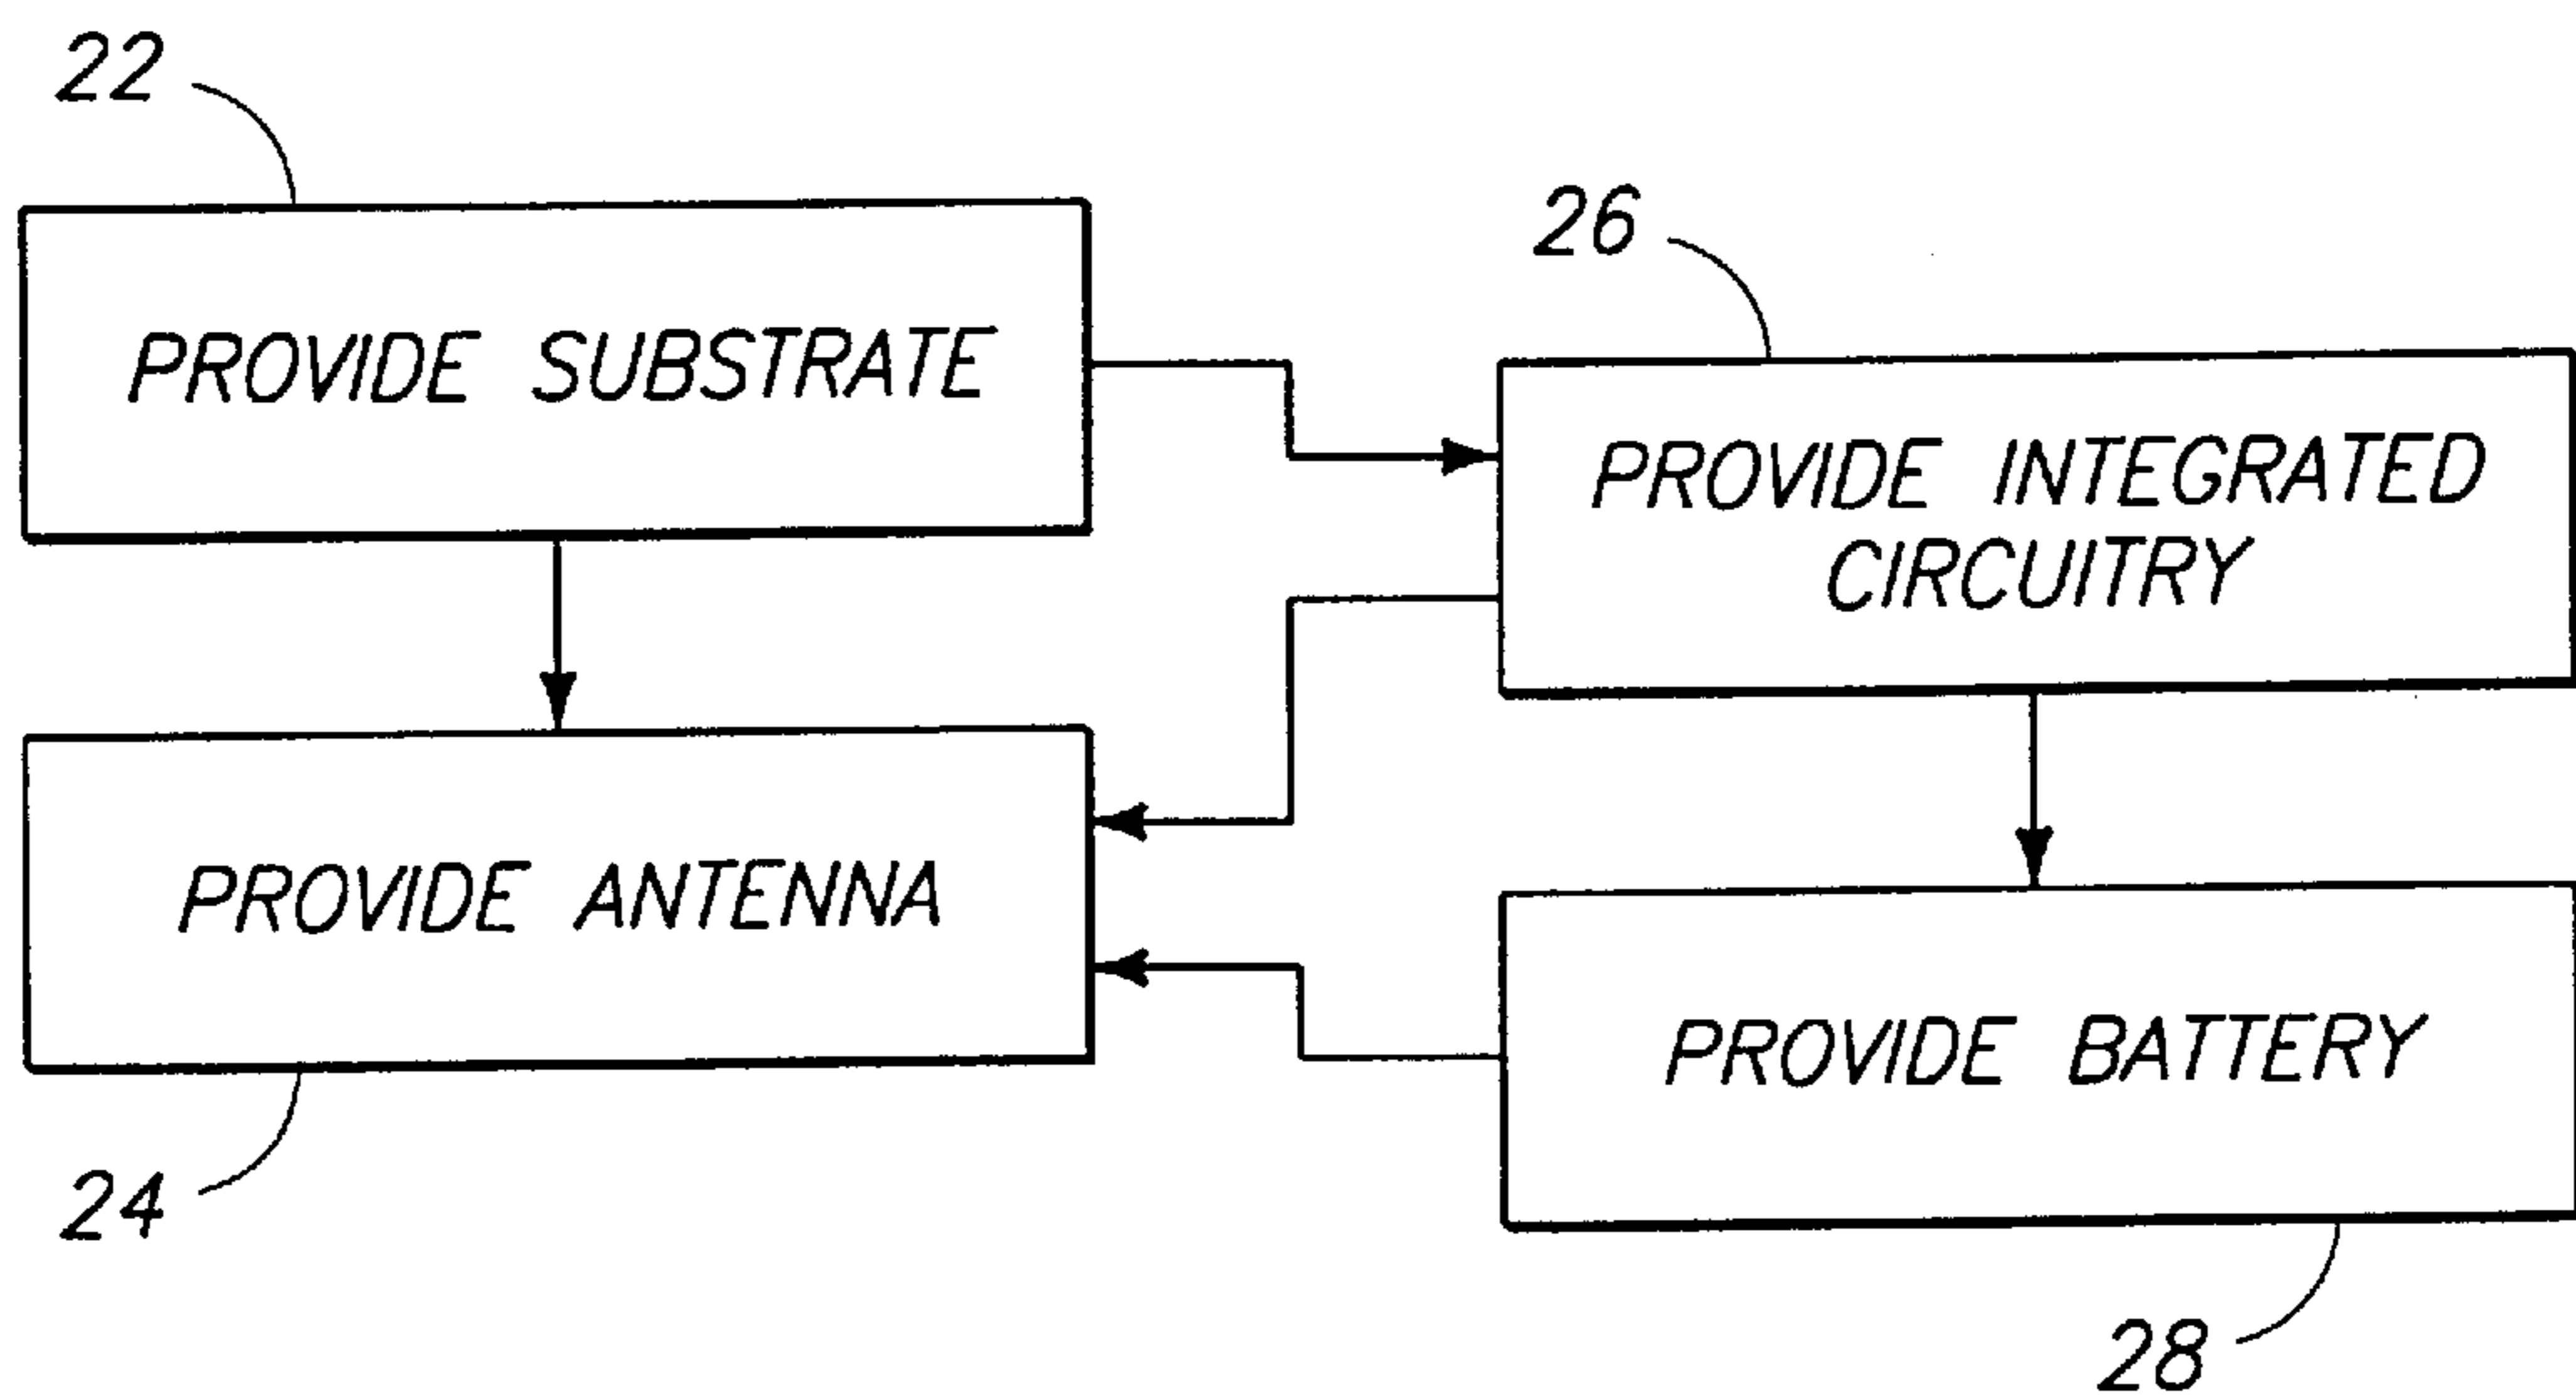 22
PROVIDE SUBSTRATE
26
PROVIDE INTEGRATED
CIRCUITRY
PROVIDE ANTENNA
24
PROVIDE BATTERY
28